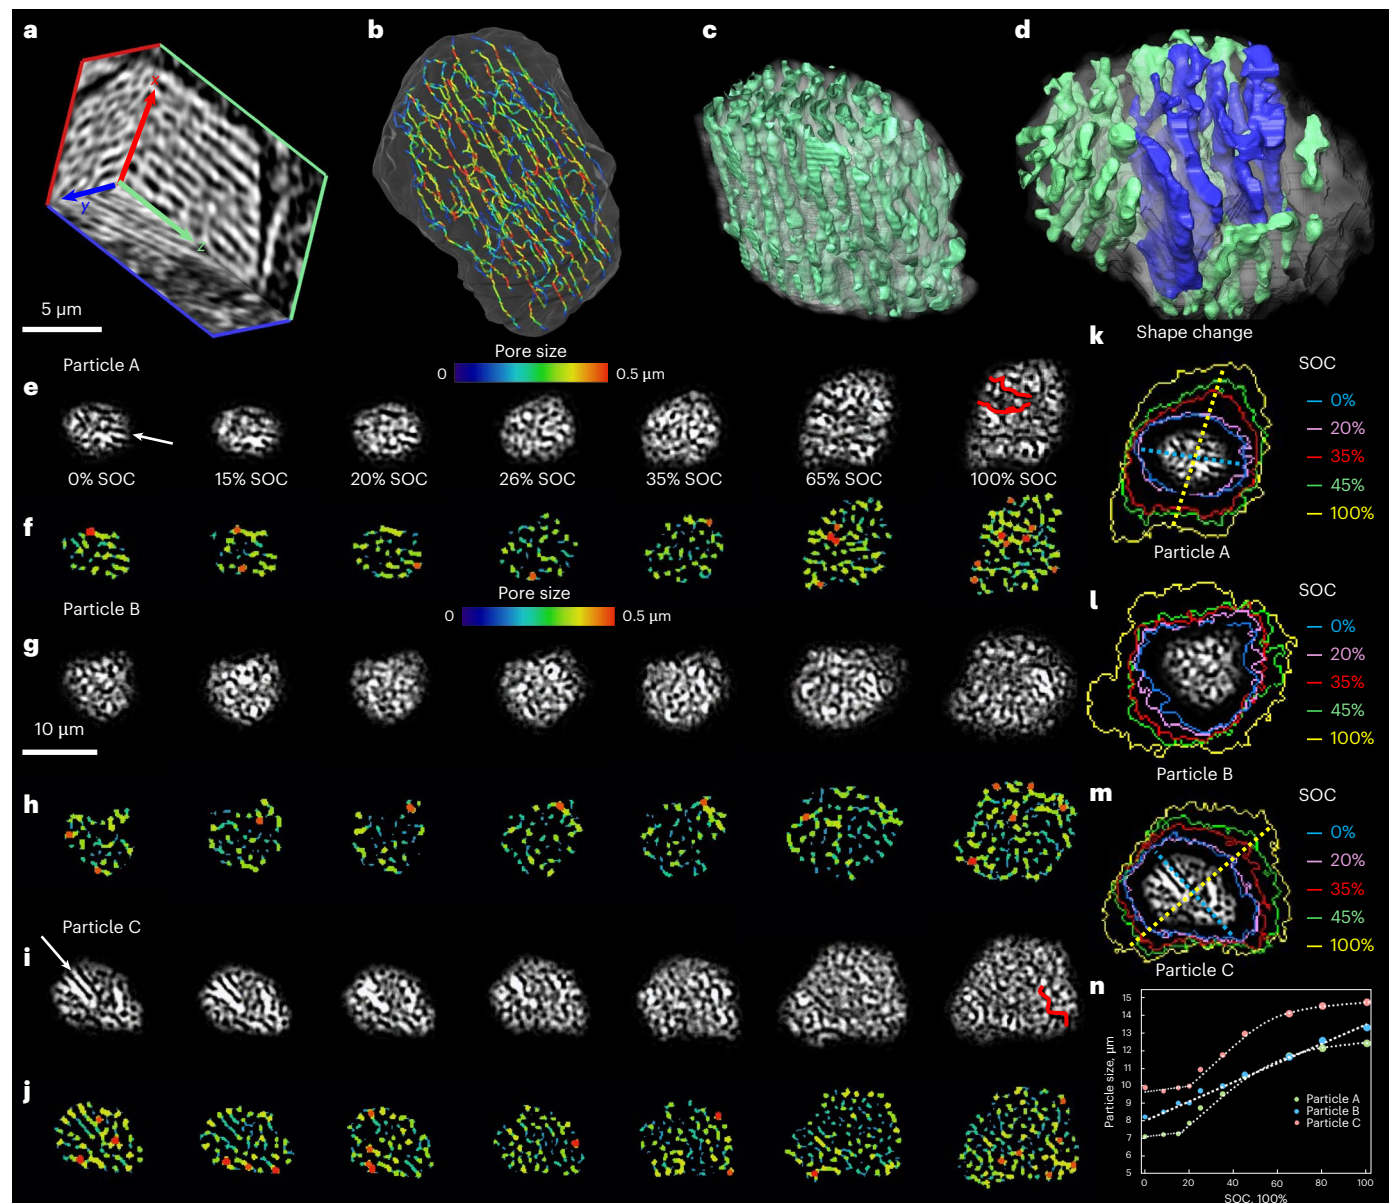 a
b
c
d
x
y
z
5 µm
Particle A
Pore size
0
0.5 µm
k
Shape change
SOC
0%
20%
35%
45%
100%
Particle A
e
0% SOC
15% SOC
20% SOC
26% SOC
35% SOC
65% SOC
100% SOC
f
Pore size
0
0.5 µm
Particle B
l
SOC
0%
20%
35%
45%
100%
Particle B
g
10 µm
h
m
SOC
0%
20%
35%
45%
100%
Particle C
Particle C
i
j
n
Particle size, µm
15
14
13
12
11
10
9
8
7
6
5
Particle A
Particle B
Particle C
0
20
40
60
80
100
SOC, 100%